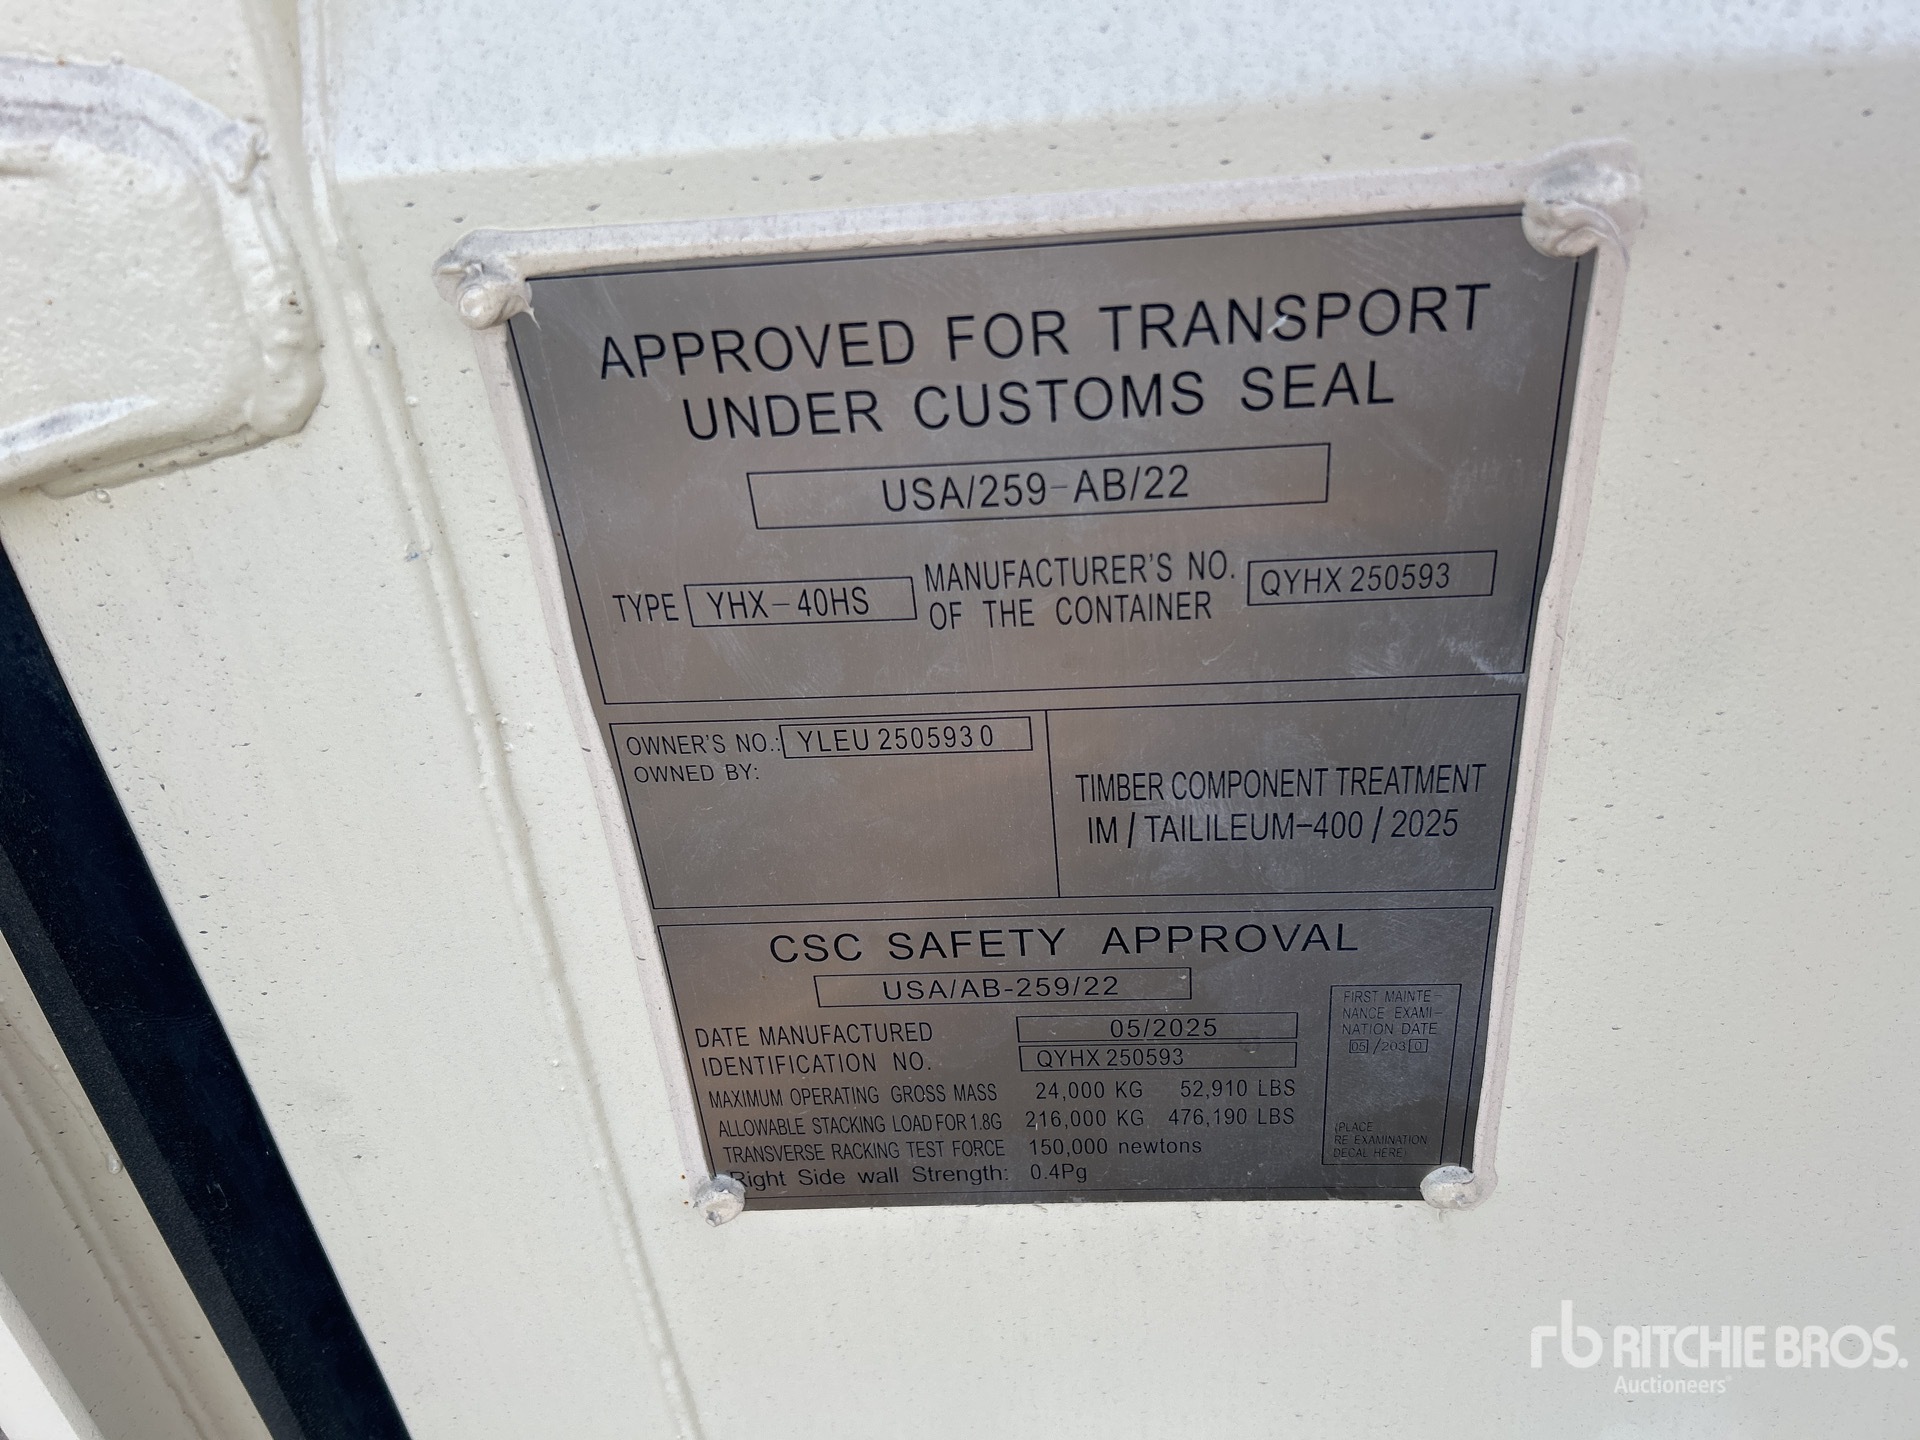 APPROVED FOR TRANSPORT
UNDER CUSTOMS SEAL
USA/259-AB/22
TYPE YHX-40HS MANUFACTURER'S NO. OF THE CONTAINER QYHX 250593
OWNER'S NO.: YLEU 250593 0
OWNED BY:
TIMBER COMPONENT TREATMENT
IM / TAILILEUM-400 / 2025
CSC SAFETY APPROVAL
USA/AB-259/22
DATE MANUFACTURED 05/2025
IDENTIFICATION NO. QYHX 250593
MAXIMUM OPERATING GROSS MASS 24,000 KG 52,910 LBS
ALLOWABLE STACKING LOAD FOR 1.8G 216,000 KG 476,190 LBS
TRANSVERSE RACKING TEST FORCE 150,000 newtons
Right Side wall Strength: 0.4Pg
FIRST MAINTE-
NANCE EXAMI-
NATION DATE
05/2030
(PLACE
RE EXAMINATION
DECAL HERE)
rb RITCHIE BROS.
Auctioneers